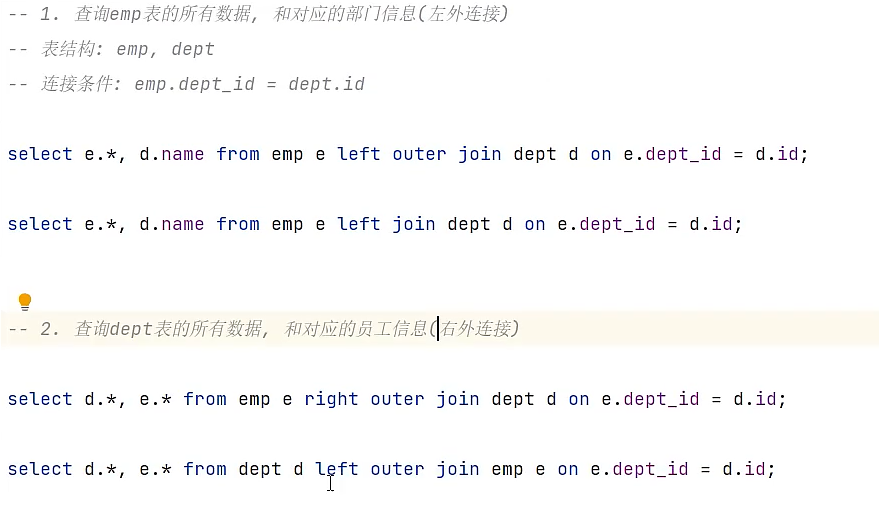 -- 1. 查询emp表的所有数据, 和对应的部门信息(左外连接)
-- 表结构: emp, dept
-- 连接条件: emp.dept_id = dept.id
select e.*, d.name from emp e left outer join dept d on e.dept_id = d.id;
select e.*, d.name from emp e left join dept d on e.dept_id = d.id;
-- 2. 查询dept表的所有数据, 和对应的员工信息(右外连接)
select d.*, e.* from emp e right outer join dept d on e.dept_id = d.id;
select d.*, e.* from dept d left outer join emp e on e.dept_id = d.id;